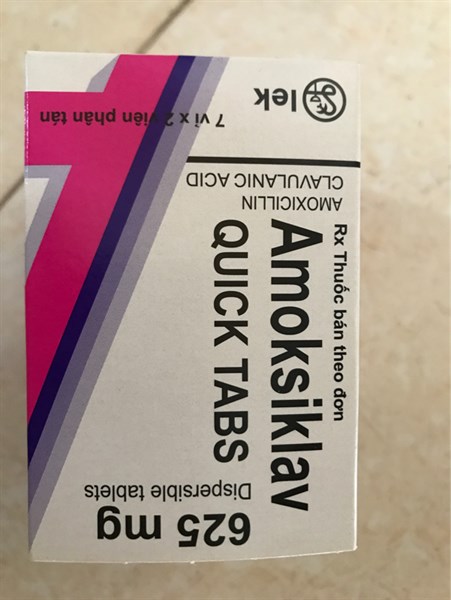 lek
7 vỉ x 2 viên phân tán
AMOXICILLIN
CLAVULANIC ACID
Rx Thuốc bán theo đơn
Amoksiklav
QUICK TABS
Dispersible tablets
625 mg